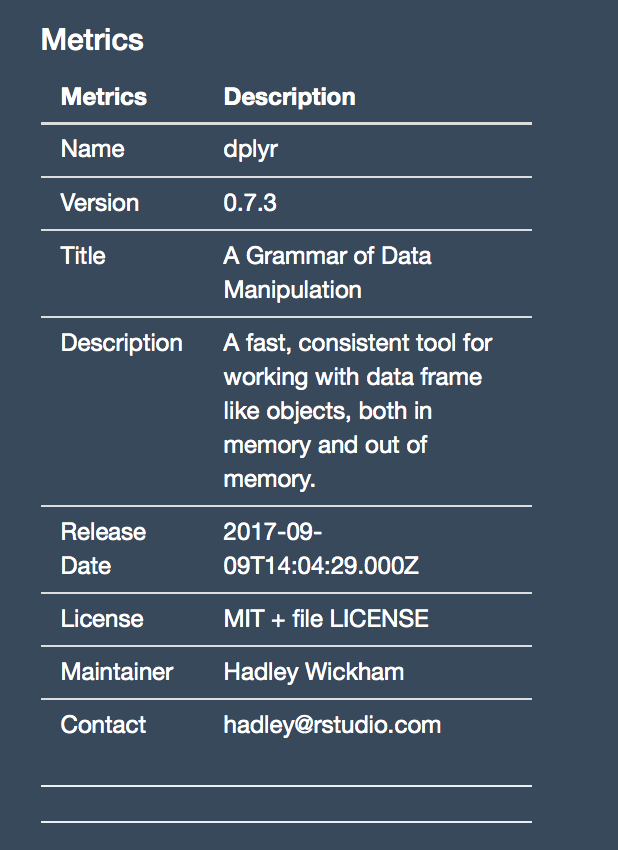 Metrics
Metrics Description
Name dplyr
Version 0.7.3
Title A Grammar of Data
Manipulation
Description A fast, consistent tool for
working with data frame
like objects, both in
memory and out of
memory.
Release 2017-09-
Date 09T14:04:29.000Z
License MIT + file LICENSE
Maintainer Hadley Wickham
Contact hadley@rstudio.com